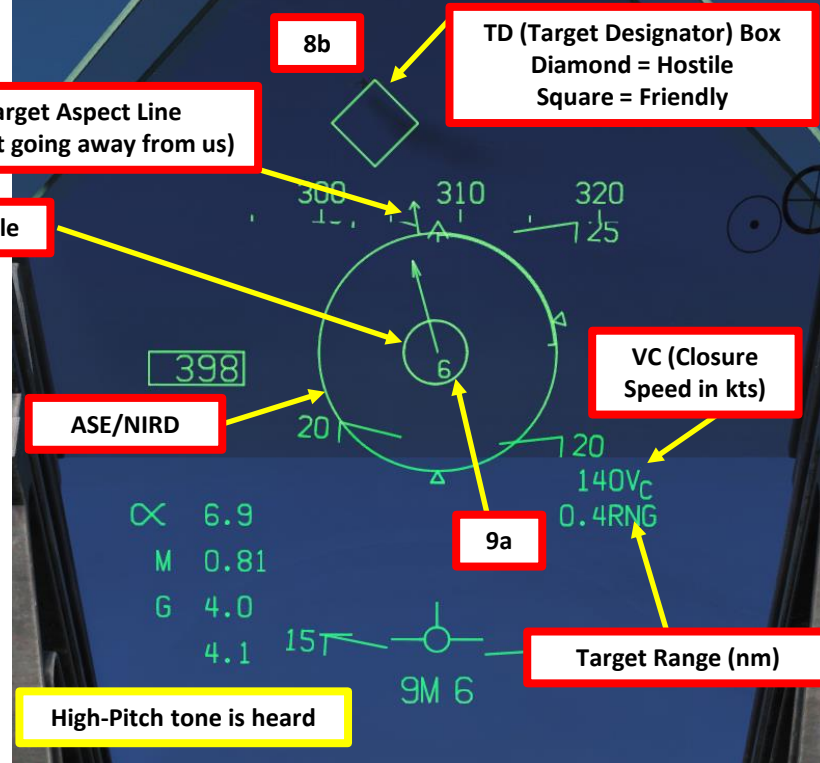 8b
TD (Target Designator) Box
Diamond = Hostile
Square = Friendly
arget Aspect Line
t going away from us)
300 310 320
25
le
6
398
VC (Closure
Speed in kts)
ASE/NIRD
20
20
140VC
0.4RNG
9a
∝ 6.9
M 0.81
G 4.0
4.1
15
9M 6
Target Range (nm)
High-Pitch tone is heard